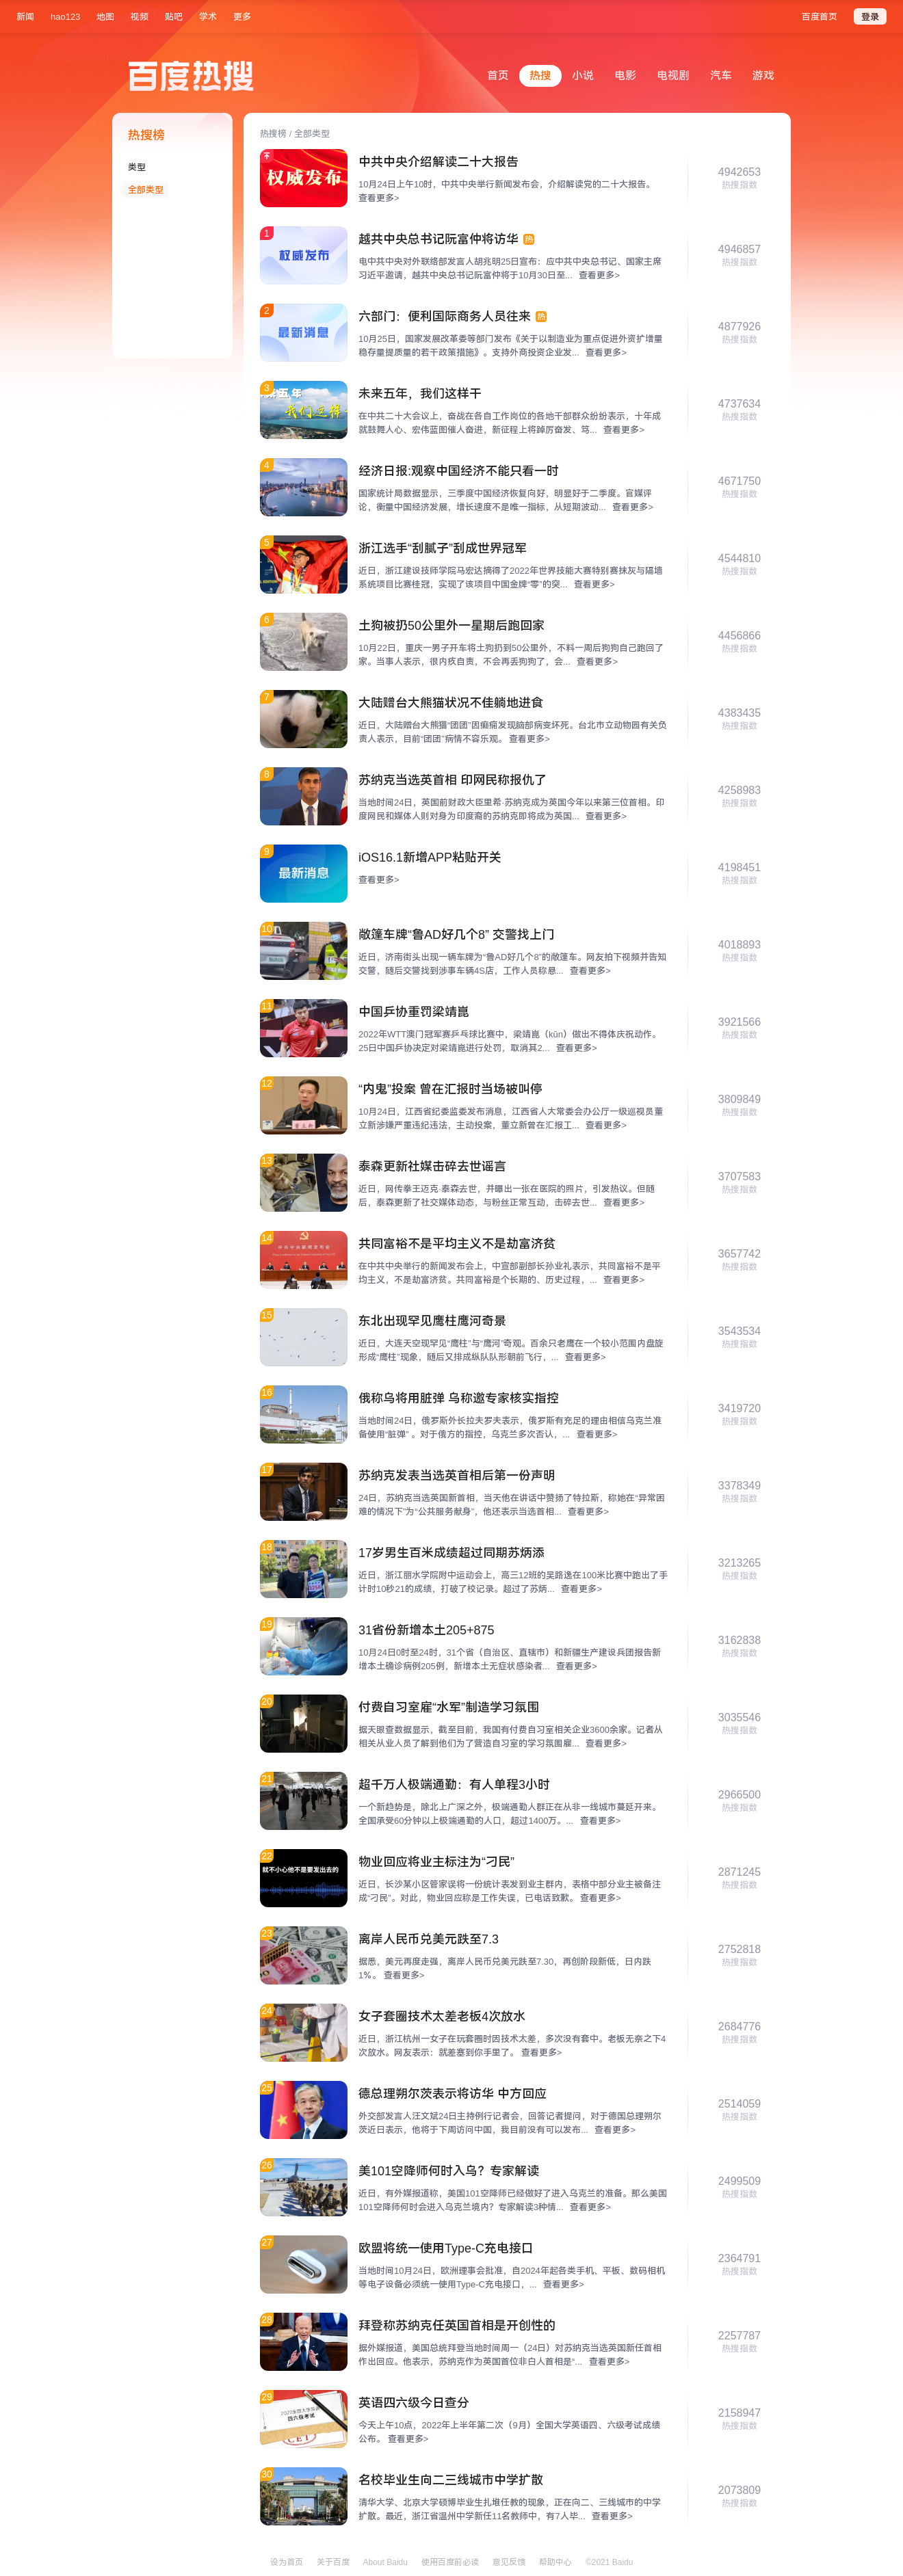 新闻 hao123 地图 视频 贴吧 学术 更多 百度首页 登录
百度热搜
首页 热搜 小说 电影 电视剧 汽车 游戏
热搜榜
类型
全部类型
热搜榜 / 全部类型
权威发布
中共中央介绍解读二十大报告
10月24日上午10时，中共中央举行新闻发布会，介绍解读党的二十大报告。
查看更多>
4942653
热搜指数
1
权威发布
越共中央总书记阮富仲将访华 热
电中共中央对外联络部发言人胡兆明25日宣布：应中共中央总书记、国家主席
习近平邀请，越共中央总书记阮富仲将于10月30日至... 查看更多>
4946857
热搜指数
2
最新消息
六部门：便利国际商务人员往来 热
10月25日，国家发展改革委等部门发布《关于以制造业为重点促进外资扩增量
稳存量提质量的若干政策措施》。支持外商投资企业发... 查看更多>
4877926
热搜指数
3
未来五年，我们这样干
在中共二十大会议上，奋战在各自工作岗位的各地干部群众纷纷表示，十年成
就鼓舞人心、宏伟蓝图催人奋进，新征程上将踔厉奋发、笃... 查看更多>
4737634
热搜指数
4
经济日报:观察中国经济不能只看一时
国家统计局数据显示，三季度中国经济恢复向好，明显好于二季度。官媒评
论，衡量中国经济发展，增长速度不是唯一指标，从短期波动... 查看更多>
4671750
热搜指数
5
浙江选手“刮腻子”刮成世界冠军
近日，浙江建设技师学院马宏达摘得了2022年世界技能大赛特别赛抹灰与隔墙
系统项目比赛桂冠，实现了该项目中国金牌“零”的突... 查看更多>
4544810
热搜指数
6
土狗被扔50公里外一星期后跑回家
10月22日，重庆一男子开车将土狗扔到50公里外，不料一周后狗狗自己跑回了
家。当事人表示，很内疚自责，不会再丢狗狗了，会... 查看更多>
4456866
热搜指数
7
大陆赠台大熊猫状况不佳躺地进食
近日，大陆赠台大熊猫“团团”因癫痫发现脑部病变坏死。台北市立动物园有关负
责人表示，目前“团团”病情不容乐观。 查看更多>
4383435
热搜指数
8
苏纳克当选英首相 印网民称报仇了
当地时间24日，英国前财政大臣里希·苏纳克成为英国今年以来第三位首相。印
度网民和媒体人则对身为印度裔的苏纳克即将成为英国... 查看更多>
4258983
热搜指数
9
最新消息
iOS16.1新增APP粘贴开关
查看更多>
4198451
热搜指数
10
敞篷车牌“鲁AD好几个8” 交警找上门
近日，济南街头出现一辆车牌为“鲁AD好几个8”的敞篷车。网友拍下视频并告知
交警，随后交警找到涉事车辆4S店，工作人员称悬... 查看更多>
4018893
热搜指数
11
中国乒协重罚梁靖崑
2022年WTT澳门冠军赛乒乓球比赛中，梁靖崑（kūn）做出不得体庆祝动作。
25日中国乒协决定对梁靖崑进行处罚，取消其2... 查看更多>
3921566
热搜指数
12
“内鬼”投案 曾在汇报时当场被叫停
10月24日，江西省纪委监委发布消息，江西省人大常委会办公厅一级巡视员董
立新涉嫌严重违纪违法，主动投案，董立新曾在汇报工... 查看更多>
3809849
热搜指数
13
泰森更新社媒击碎去世谣言
近日，网传拳王迈克·泰森去世，并曝出一张在医院的照片，引发热议。但随
后，泰森更新了社交媒体动态，与粉丝正常互动，击碎去世... 查看更多>
3707583
热搜指数
14
共同富裕不是平均主义不是劫富济贫
在中共中央举行的新闻发布会上，中宣部副部长孙业礼表示，共同富裕不是平
均主义，不是劫富济贫。共同富裕是个长期的、历史过程，... 查看更多>
3657742
热搜指数
15
东北出现罕见鹰柱鹰河奇景
近日，大连天空现罕见“鹰柱”与“鹰河”奇观。百余只老鹰在一个较小范围内盘旋
形成“鹰柱”现象，随后又排成纵队队形朝前飞行，... 查看更多>
3543534
热搜指数
16
俄称乌将用脏弹 乌称邀专家核实指控
当地时间24日，俄罗斯外长拉夫罗夫表示，俄罗斯有充足的理由相信乌克兰准
备使用“脏弹” 。对于俄方的指控，乌克兰多次否认，... 查看更多>
3419720
热搜指数
17
苏纳克发表当选英首相后第一份声明
24日，苏纳克当选英国新首相，当天他在讲话中赞扬了特拉斯，称她在“异常困
难的情况下”为“公共服务献身”，他还表示当选首相... 查看更多>
3378349
热搜指数
18
17岁男生百米成绩超过同期苏炳添
近日，浙江丽水学院附中运动会上，高三12班的吴路逸在100米比赛中跑出了手
计时10秒21的成绩，打破了校记录。超过了苏炳... 查看更多>
3213265
热搜指数
19
31省份新增本土205+875
10月24日0时至24时，31个省（自治区、直辖市）和新疆生产建设兵团报告新
增本土确诊病例205例，新增本土无症状感染者... 查看更多>
3162838
热搜指数
20
付费自习室雇“水军”制造学习氛围
据天眼查数据显示，截至目前，我国有付费自习室相关企业3600余家。记者从
相关从业人员了解到他们为了营造自习室的学习氛围雇... 查看更多>
3035546
热搜指数
21
超千万人极端通勤：有人单程3小时
一个新趋势是，除北上广深之外，极端通勤人群正在从非一线城市蔓延开来。
全国承受60分钟以上极端通勤的人口，超过1400万。... 查看更多>
2966500
热搜指数
22
就不小心他不是要发出去的
物业回应将业主标注为“刁民”
近日，长沙某小区管家误将一份统计表发到业主群内，表格中部分业主被备注
成“刁民”。对此，物业回应称是工作失误，已电话致歉。 查看更多>
2871245
热搜指数
23
离岸人民币兑美元跌至7.3
据悉，美元再度走强，离岸人民币兑美元跌至7.30，再创阶段新低，日内跌
1%。 查看更多>
2752818
热搜指数
24
女子套圈技术太差老板4次放水
近日，浙江杭州一女子在玩套圈时因技术太差，多次没有套中。老板无奈之下4
次放水。网友表示：就差塞到你手里了。 查看更多>
2684776
热搜指数
25
德总理朔尔茨表示将访华 中方回应
外交部发言人汪文斌24日主持例行记者会，回答记者提问，对于德国总理朔尔
茨近日表示，他将于下周访问中国，我目前没有可以发布... 查看更多>
2514059
热搜指数
26
美101空降师何时入乌？专家解读
近日，有外媒报道称，美国101空降师已经做好了进入乌克兰的准备。那么美国
101空降师何时会进入乌克兰境内？专家解读3种情... 查看更多>
2499509
热搜指数
27
欧盟将统一使用Type-C充电接口
当地时间10月24日，欧洲理事会批准，自2024年起各类手机、平板、数码相机
等电子设备必须统一使用Type-C充电接口，... 查看更多>
2364791
热搜指数
28
拜登称苏纳克任英国首相是开创性的
据外媒报道，美国总统拜登当地时间周一（24日）对苏纳克当选英国新任首相
作出回应。他表示，苏纳克作为英国首位非白人首相是“... 查看更多>
2257787
热搜指数
29
英语四六级今日查分
今天上午10点，2022年上半年第二次（9月）全国大学英语四、六级考试成绩
公布。 查看更多>
2158947
热搜指数
30
名校毕业生向二三线城市中学扩散
清华大学、北京大学硕博毕业生扎堆任教的现象，正在向二、三线城市的中学
扩散。最近，浙江省温州中学新任11名教师中，有7人毕... 查看更多>
2073809
热搜指数
设为首页 关于百度 About Baidu 使用百度前必读 意见反馈 帮助中心 ©2021 Baidu